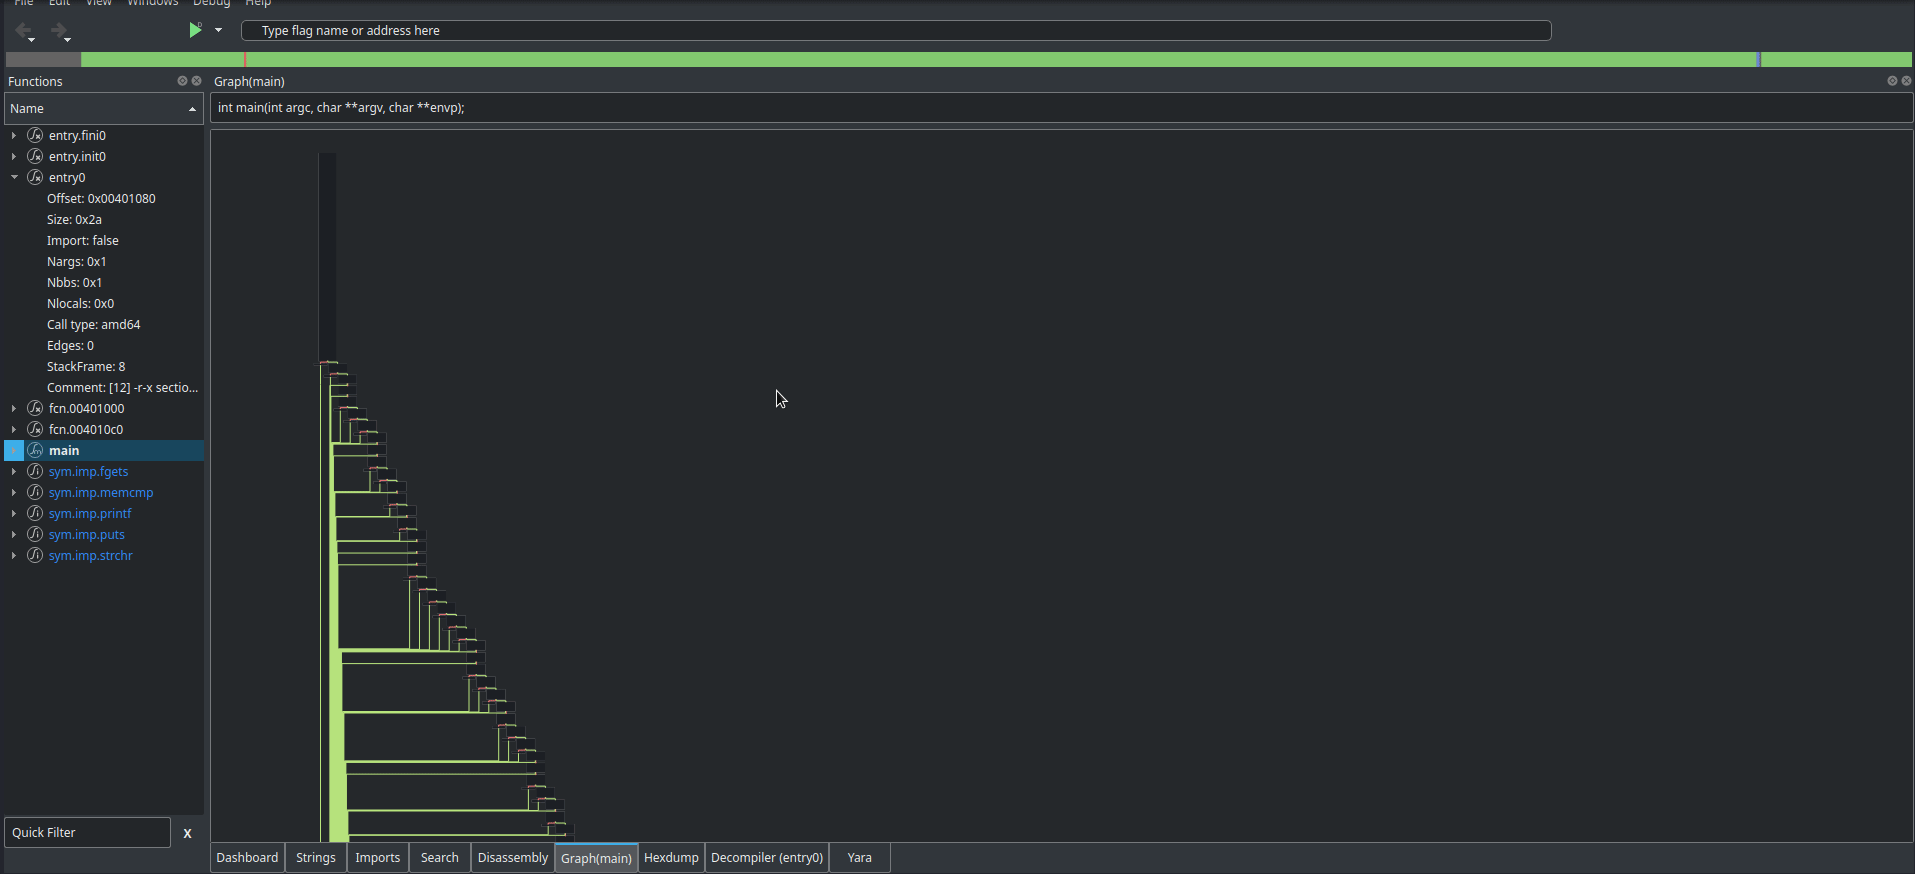 File Edit View Windows Debug Help
Type flag name or address here
Functions
Graph(main)
Name
int main(int argc, char **argv, char **envp);
entry.fini0
entry.init0
entry0
Offset: 0x00401080
Size: 0x2a
Import: false
Nargs: 0x1
Nbbs: 0x1
Nlocals: 0x0
Call type: amd64
Edges: 0
StackFrame: 8
Comment: [12] -r-x sectio...
fcn.00401000
fcn.004010c0
main
sym.imp.fgets
sym.imp.memcmp
sym.imp.printf
sym.imp.puts
sym.imp.strchr
Quick Filter
X
Dashboard
Strings
Imports
Search
Disassembly
Graph(main)
Hexdump
Decompiler (entry0)
Yara